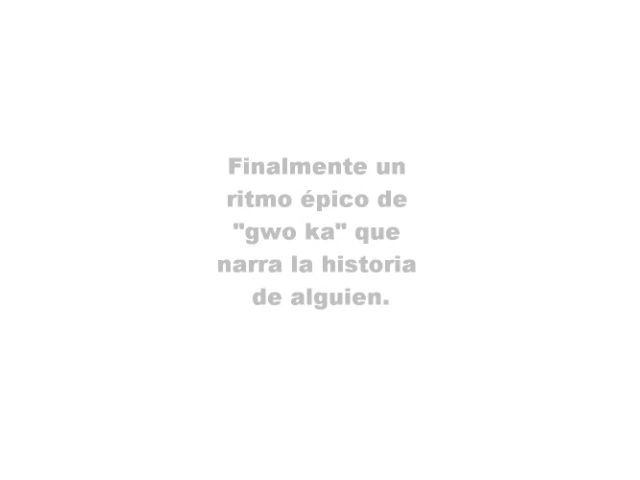 Finalmente un
ritmo épico de
"gwo ka" que
narra la historia
de alguien.